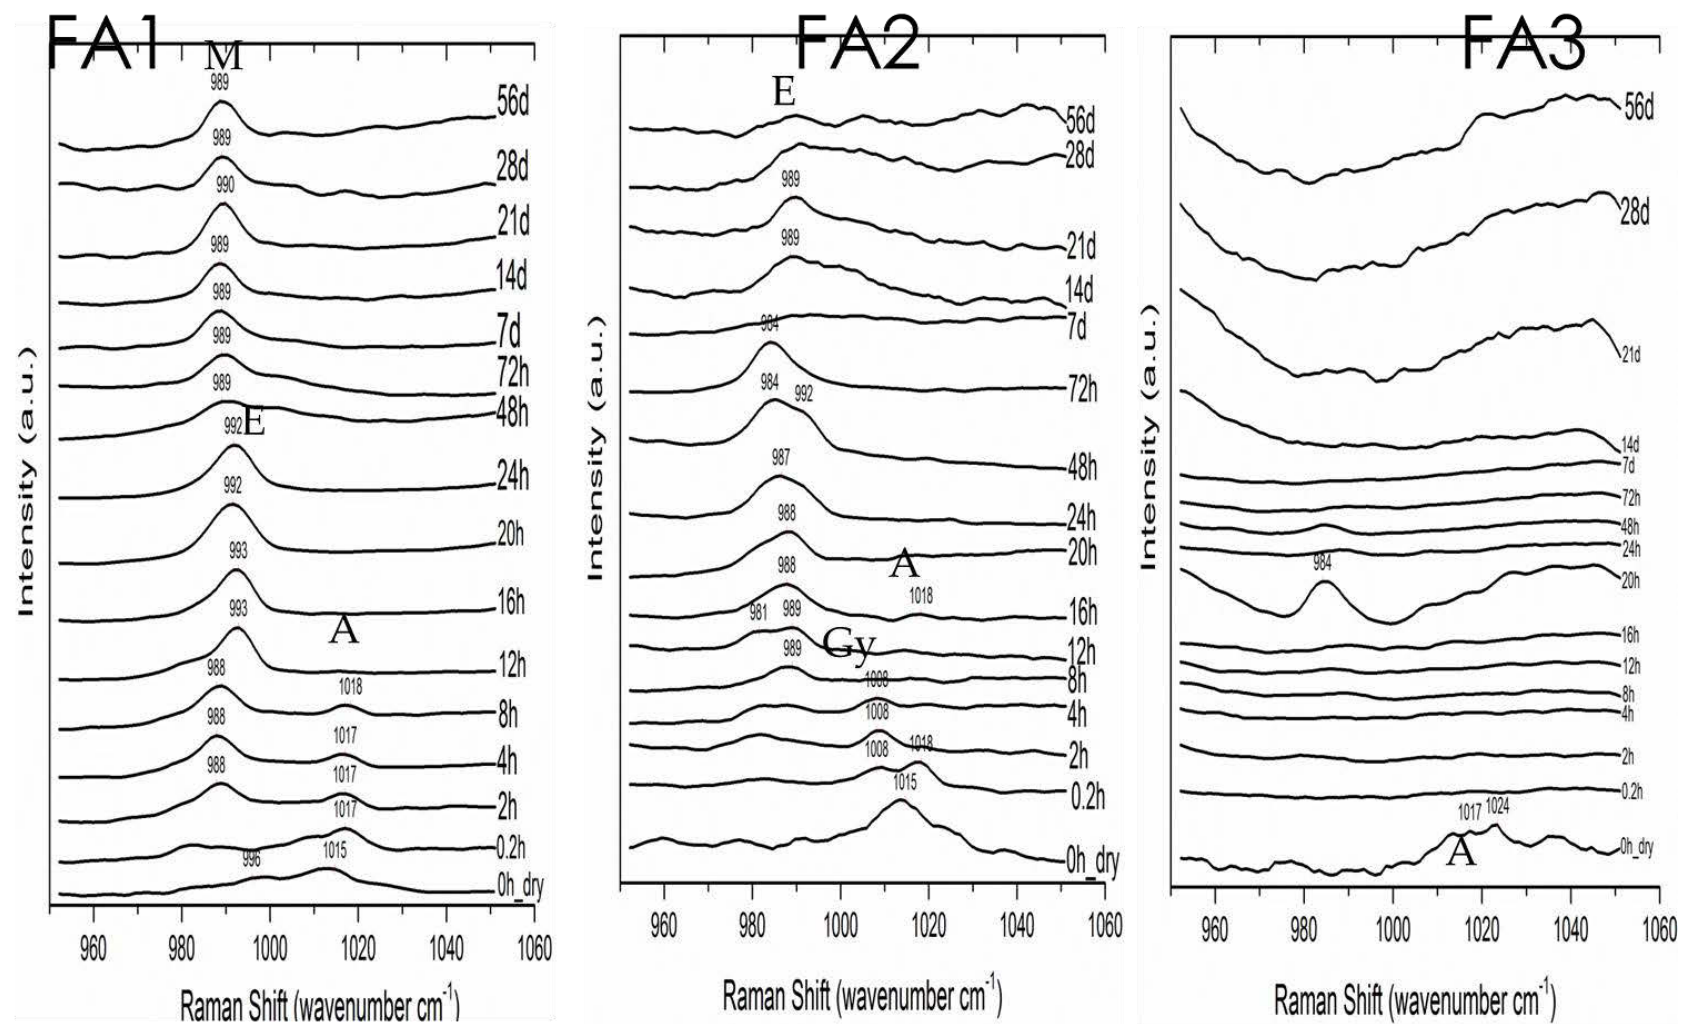 FA1
M
989
56d
989
28d
990
21d
989
14d
989
7d
989
72h
989
48h
E
992
24h
992
20h
993
16h
993
A
12h
988
1018
8h
988
1017
4h
988
1017
2h
1017
0.2h
996
1015
0h_dry
960
980
1000
1020
1040
1060
Intensity (a.u.)
Raman Shift (wavenumber cm-1)
FA2
E
56d
28d
989
21d
989
14d
7d
984
72h
984
992
48h
987
24h
988
20h
A
988
1018
16h
981
989
Gy
12h
989
8h
1008
4h
1008
2h
1008
1018
0.2h
1015
0h_dry
960
980
1000
1020
1040
1060
Intensity (a.u.)
Raman Shift (wavenumber cm-1)
FA3
56d
28d
21d
14d
7d
72h
48h
24h
984
20h
16h
12h
8h
4h
2h
0.2h
1017
1024
A
0h_dry
960
980
1000
1020
1040
1060
Intensity (a.u.)
Raman Shift (wavenumber cm-1)